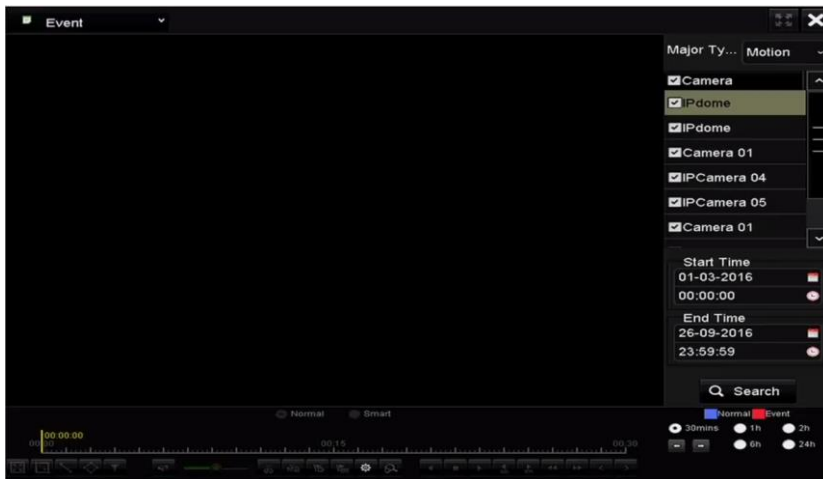 Event
Major Ty... Motion
Camera
IPdome
IPdome
Camera 01
IPCamera 04
IPCamera 05
Camera 01
Start Time
01-03-2016
00:00:00
End Time
26-09-2016
23:59:59
Search
Normal Smart
Normal Event
00:00:00
00:15 00:30
30mins 1h 2h
6h 24h